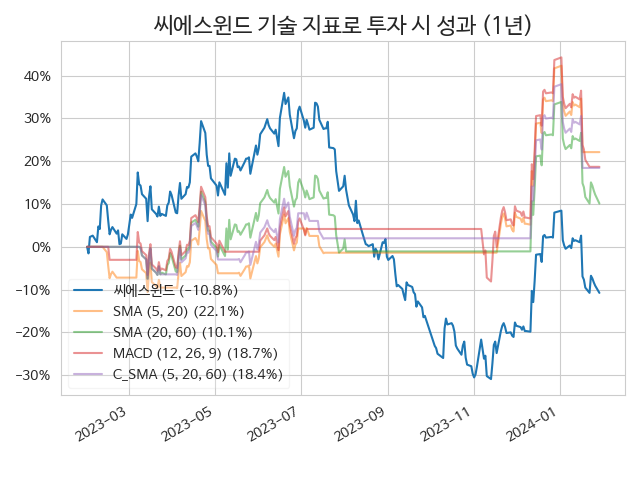 씨에스윈드 기술 지표로 투자 시 성과 (1년)
40%
30%
20%
10%
0%
−10%
−20%
−30%
씨에스윈드 (−10.8%)
SMA (5, 20) (22.1%)
SMA (20, 60) (10.1%)
MACD (12, 26, 9) (18.7%)
C_SMA (5, 20, 60) (18.4%)
2023−03
2023−05
2023−07
2023−09
2023−11
2024−01